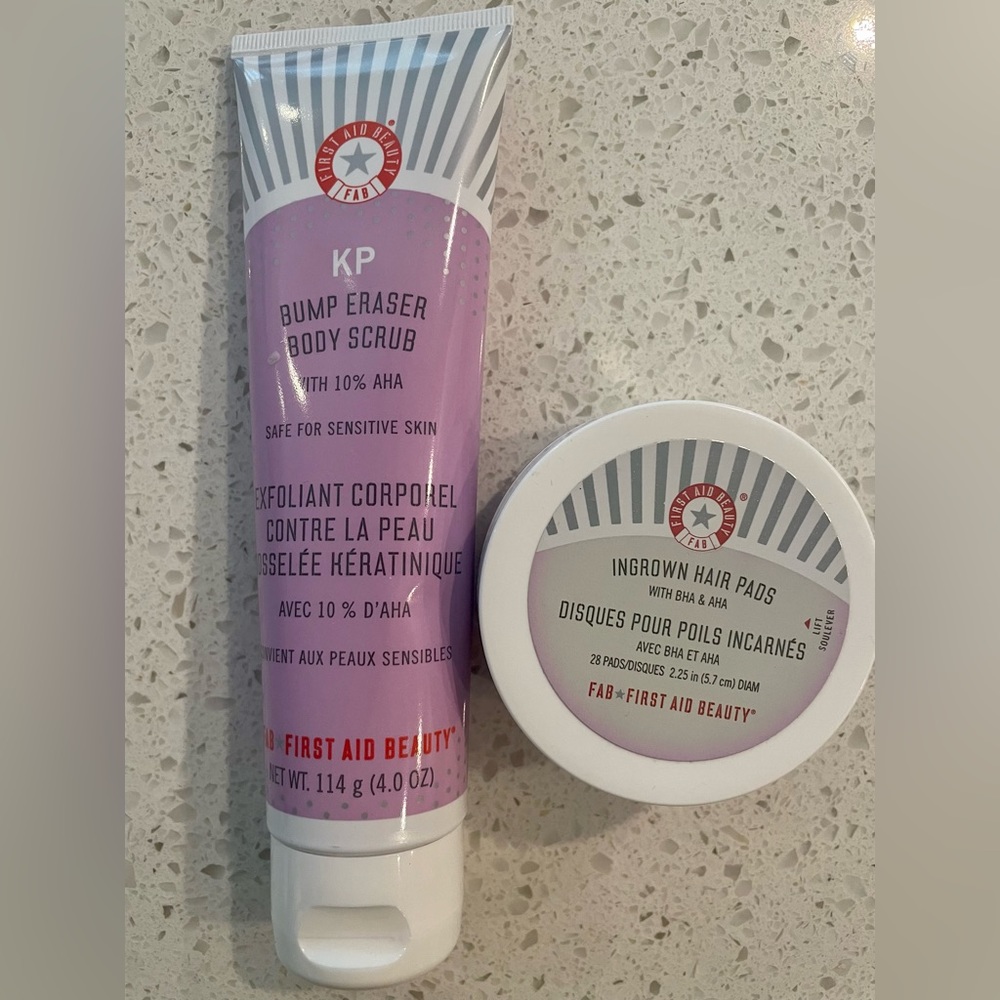 FIRST AID BEAUTY®
FAB
KP
BUMP ERASER
BODY SCRUB
WITH 10% AHA
SAFE FOR SENSITIVE SKIN
EXFOLIANT CORPOREL
CONTRE LA PEAU
KÉRATINIQUE
AVEC 10 % D'AHA
AUX PEAUX SENSIBLES
FAB★FIRST AID BEAUTY®
NET WT. 114 g (4.0 OZ)
FIRST AID BEAUTY®
FAB
INGROWN HAIR PADS
WITH BHA & AHA
DISQUES POUR POILS INCARNÉS
AVEC BHA ET AHA
28 PADS/DISQUES 2.25 in (5.7 cm) DIAM
FAB★FIRST AID BEAUTY®
LIFT
SOULEVER